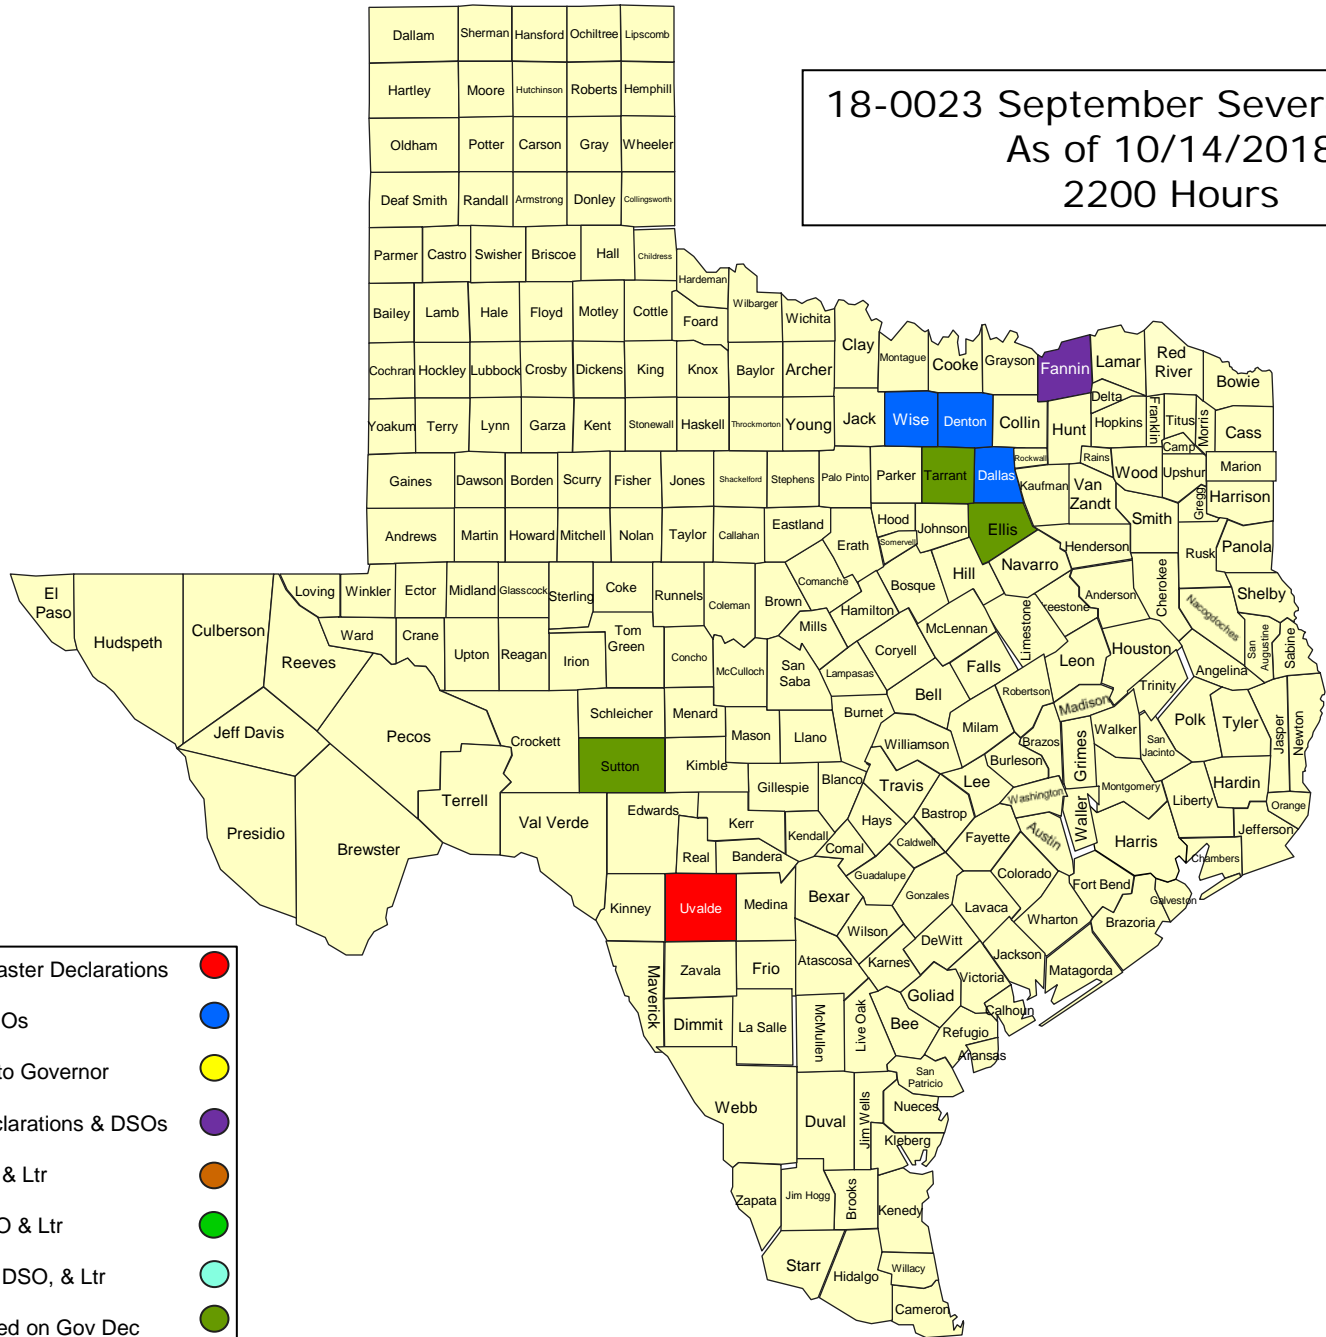 18-0023 September Sever
As of 10/14/2018
2200 Hours
Dallam Sherman Hansford Ochiltree Lipscomb
Hartley Moore Hutchinson Roberts Hemphill
Oldham Potter Carson Gray Wheeler
Deaf Smith Randall Armstrong Donley Collingsworth
Parmer Castro Swisher Briscoe Hall Childress
Hardeman
Bailey Lamb Hale Floyd Motley Cottle Foard Wilbarger Wichita
Clay Montague Cooke Grayson Fannin Lamar Red
River Bowie
Cochran Hockley Lubbock Crosby Dickens King Knox Baylor Archer
Delta
Yoakum Terry Lynn Garza Kent Stonewall Haskell Throckmorton Young Jack Wise Denton Collin Hunt Hopkins Franklin Titus Morris Cass
Camp
Rockwall Rains
Gaines Dawson Borden Scurry Fisher Jones Shackelford Stephens Palo Pinto Parker Tarrant Dallas Kaufman Van
Zandt Wood Upshur Marion
Gregg Harrison
Andrews Martin Howard Mitchell Nolan Taylor Callahan Eastland Erath Hood Somervell Johnson Ellis Henderson Smith Rusk Panola
El
Paso Hudspeth Culberson Loving Winkler Ector Midland Glasscock Sterling Coke Runnels Coleman Brown Comanche Hamilton Bosque Hill Navarro Anderson Cherokee Shelby
Reeves Ward Crane Upton Reagan Irion Tom
Green Concho McCulloch San
Saba Mills Lampasas Coryell McLennan Limestone reestone Leon Houston Nacogdoches San
Augustine Sabine
Falls Bell Robertson Madison Trinity Angelina
Jeff Davis Pecos Crockett Schleicher Menard Mason Llano Burnet Williamson Milam Brazos Grimes Walker San
Jacinto Polk Tyler Jasper Newton
Presidio Brewster Terrell Val Verde Sutton Kimble Gillespie Blanco Travis Lee Burleson Washington Waller Montgomery Liberty Hardin Orange
Edwards Kerr Kendall Hays Comal Caldwell Bastrop Fayette Austin Harris Chambers Jefferson
Real Bandera Guadalupe Gonzales Colorado Fort Bend Galveston
Kinney Uvalde Medina Bexar Wilson Lavaca Wharton Brazoria
DeWitt Jackson Matagorda
Maverick Zavala Frio Atascosa Karnes Goliad Victoria Calhoun
Dimmit La Salle McMullen Live Oak Bee Refugio Aransas
San
Patricio
Webb Duval Jim Wells Nueces
Kleberg
Zapata Jim Hogg Brooks Kenedy
Starr Hidalgo Willacy
Cameron
aster Declarations
Os
to Governor
clarations & DSOs
& Ltr
O & Ltr
DSO, & Ltr
ed on Gov Dec